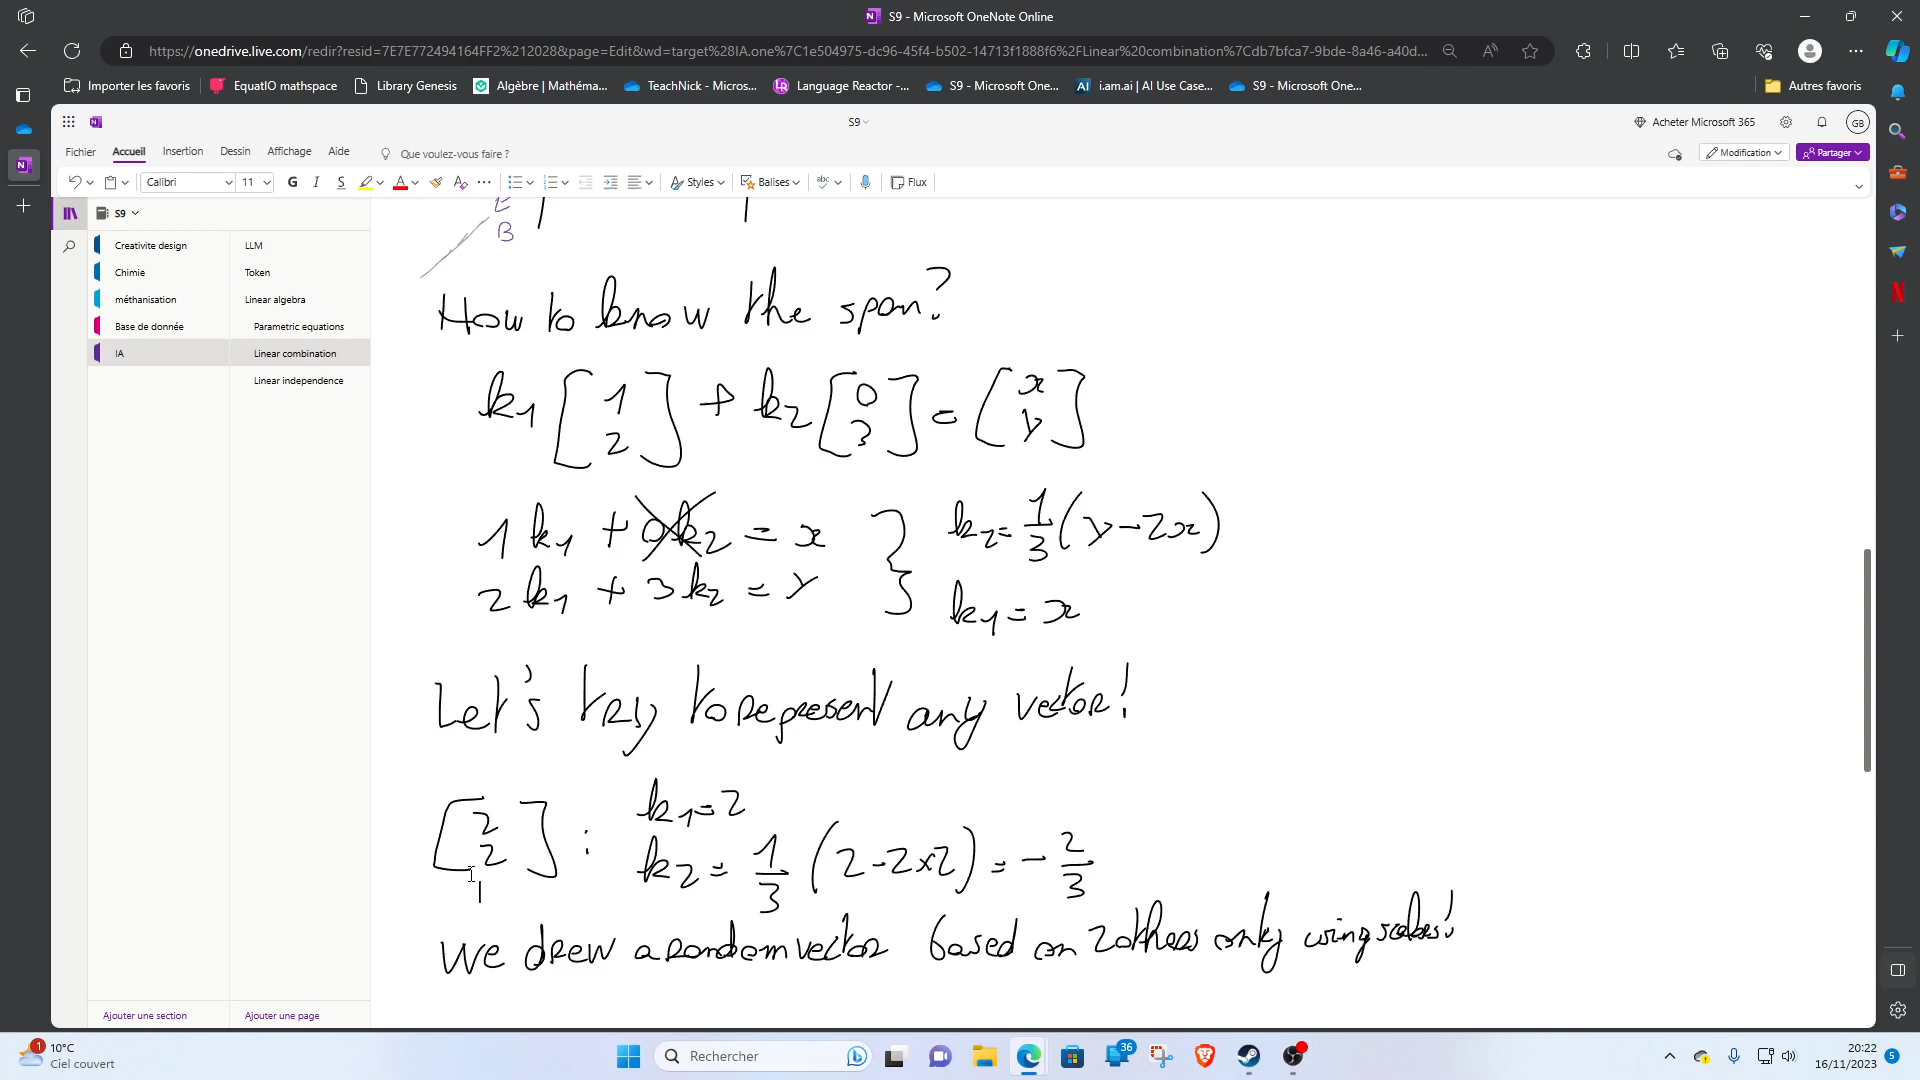 S9 - Microsoft OneNote Online
https://onedrive.live.com/redir?resid=7E7E772494164FF2%212028&page=Edit&wd=target%28IA.one%7C1e504975-dc96-45f4-b502-14713f1888f6%2FLinear%20combination%7Cdb7bfca7-9bde-8a46-a40d...
Importer les favoris EquatIO mathspace Library Genesis Algèbre | Mathéma... TeachNick - Micros... Language Reactor -... S9 - Microsoft One... AI i.am.ai | AI Use Case... S9 - Microsoft One... Autres favoris
S9 Acheter Microsoft 365 GB
Fichier Accueil Insertion Dessin Affichage Aide Que voulez-vous faire ? Modification Partager
Calibri 11 G I S A Styles Balises abc Flux
S9
Creativite design
Chimie
méthanisation
Base de donnée
IA
LLM
Token
Linear algebra
Parametric equations
Linear combination
Linear independence
B
How to know the span?
k1 [1 2] + k2 [0 3] = [x y]
1 k1 + 0k2 = x } k2 = 1/3 (y-2x)
2 k1 + 3k2 = y k1 = x
Let's try to represent any vector!
[2 2] : k1=2
k2 = 1/3 (2-2x2) = - 2/3
We drew a random vector based on 2 others only using scales!
Ajouter une section Ajouter une page
1 10°C
Ciel couvert
Rechercher
36
20:22
16/11/2023
5